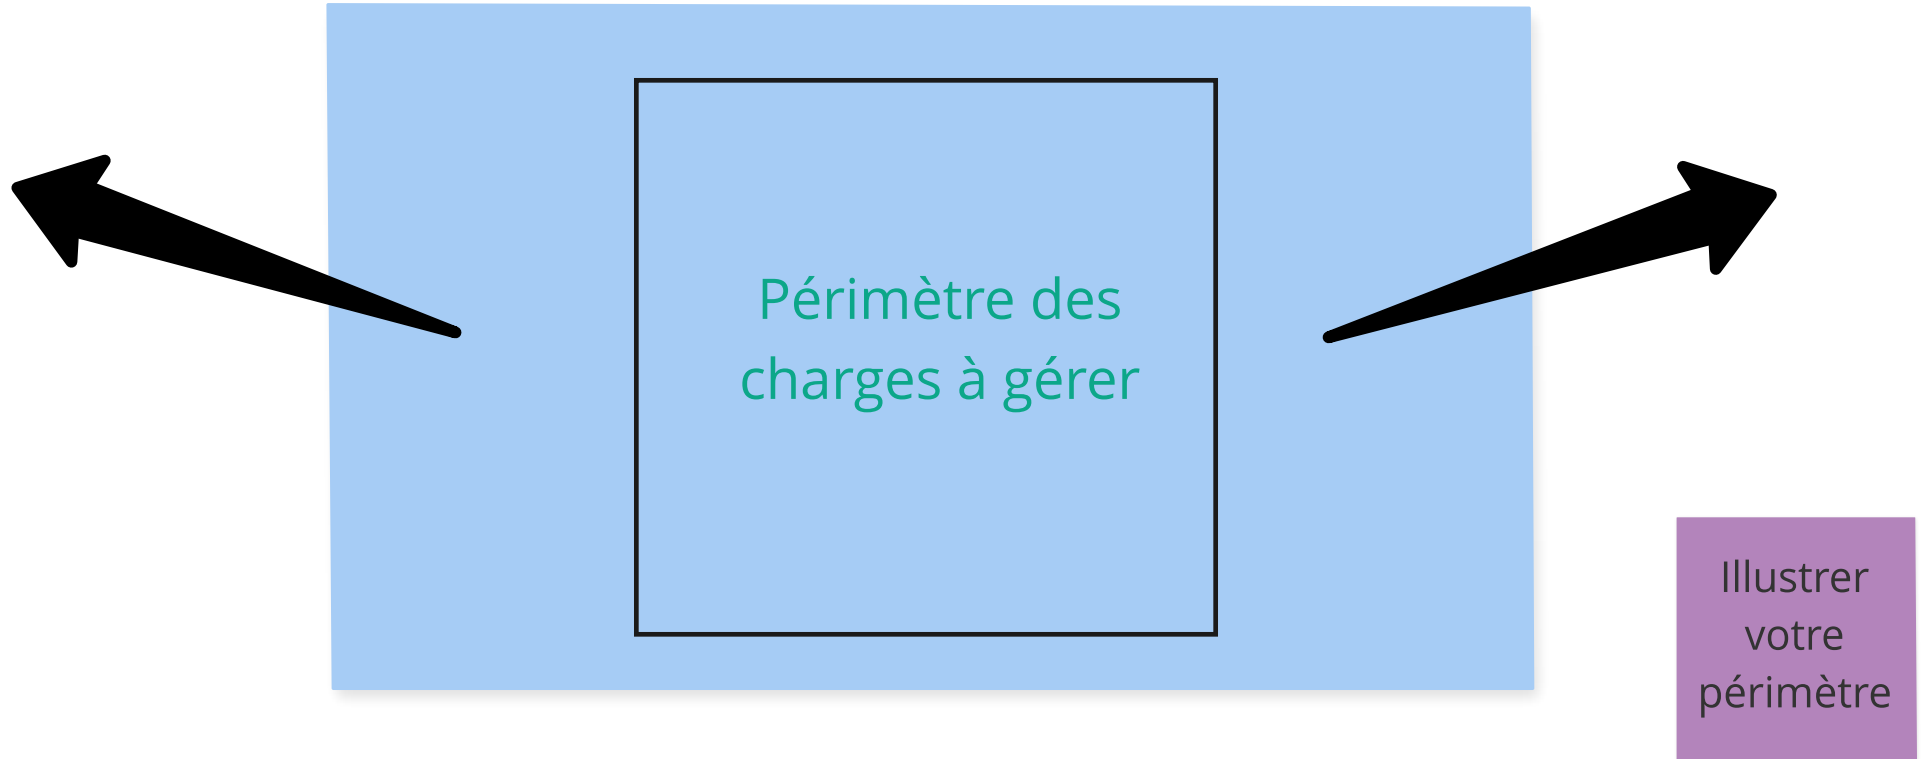 Périmètre des
charges à gérer
Illustrer
votre
périmètre